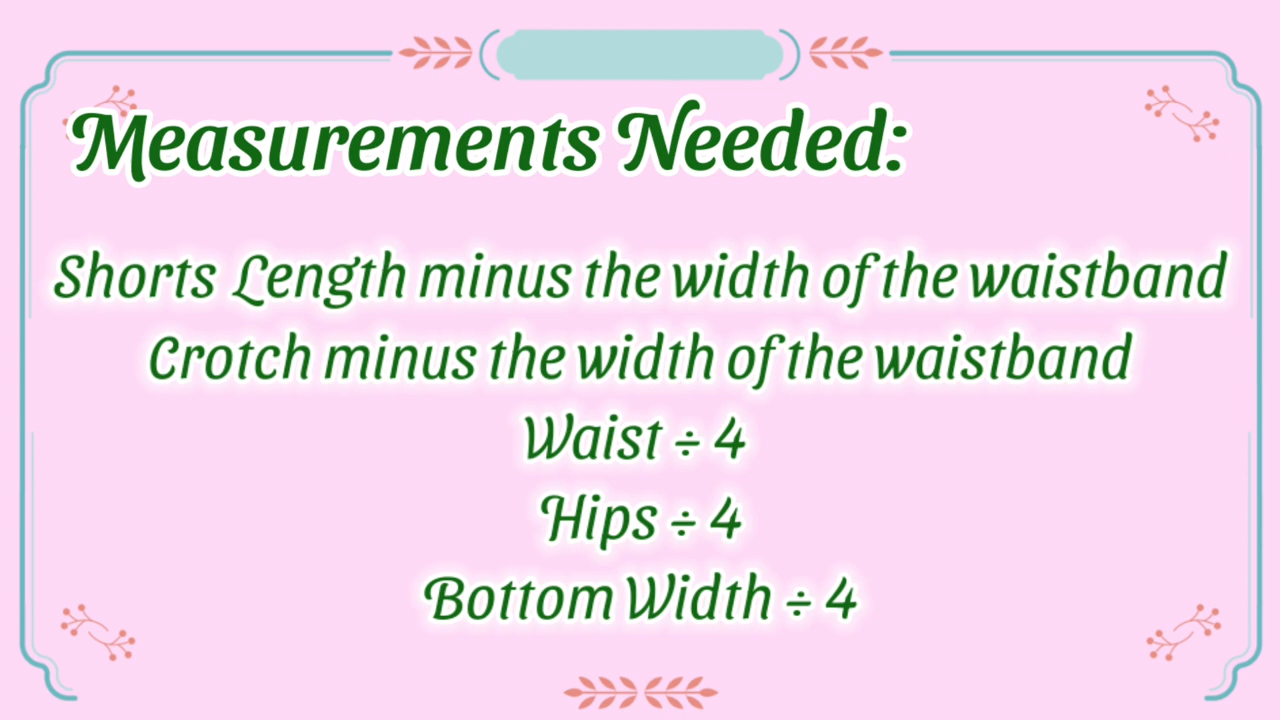 Measurements Needed:
Shorts Length minus the width of the waistband
Crotch minus the width of the waistband
Waist ÷ 4
Hips ÷ 4
Bottom Width ÷ 4